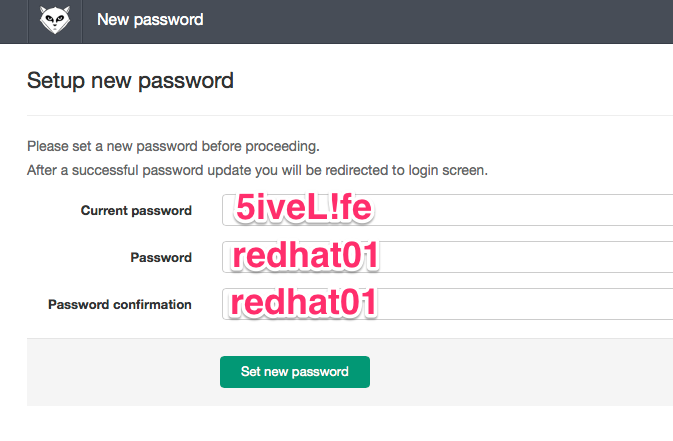 New password
Setup new password
Please set a new password before proceeding.
After a successful password update you will be redirected to login screen.
Current password 5iveL!fe
Password redhat01
Password confirmation redhat01
Set new password